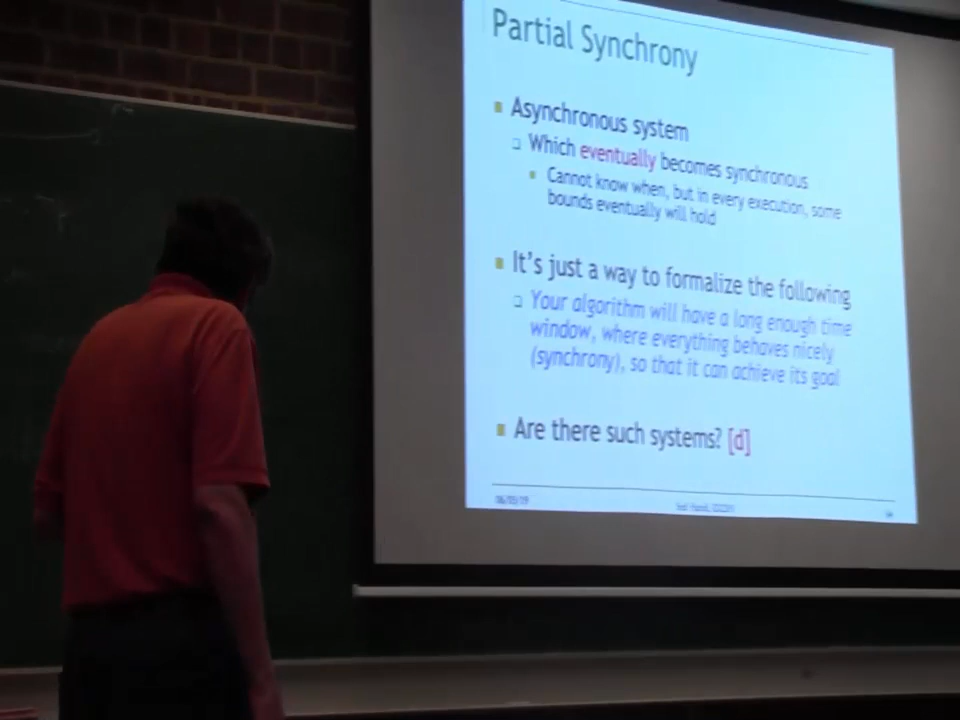 Partial Synchrony
Asynchronous system
Which eventually becomes synchronous
Cannot know when, but in every execution, some
bounds eventually will hold
It's just a way to formalize the following
Your algorithm will have a long enough time
window, where everything behaves nicely
(synchrony), so that it can achieve its goal
Are there such systems? [d]